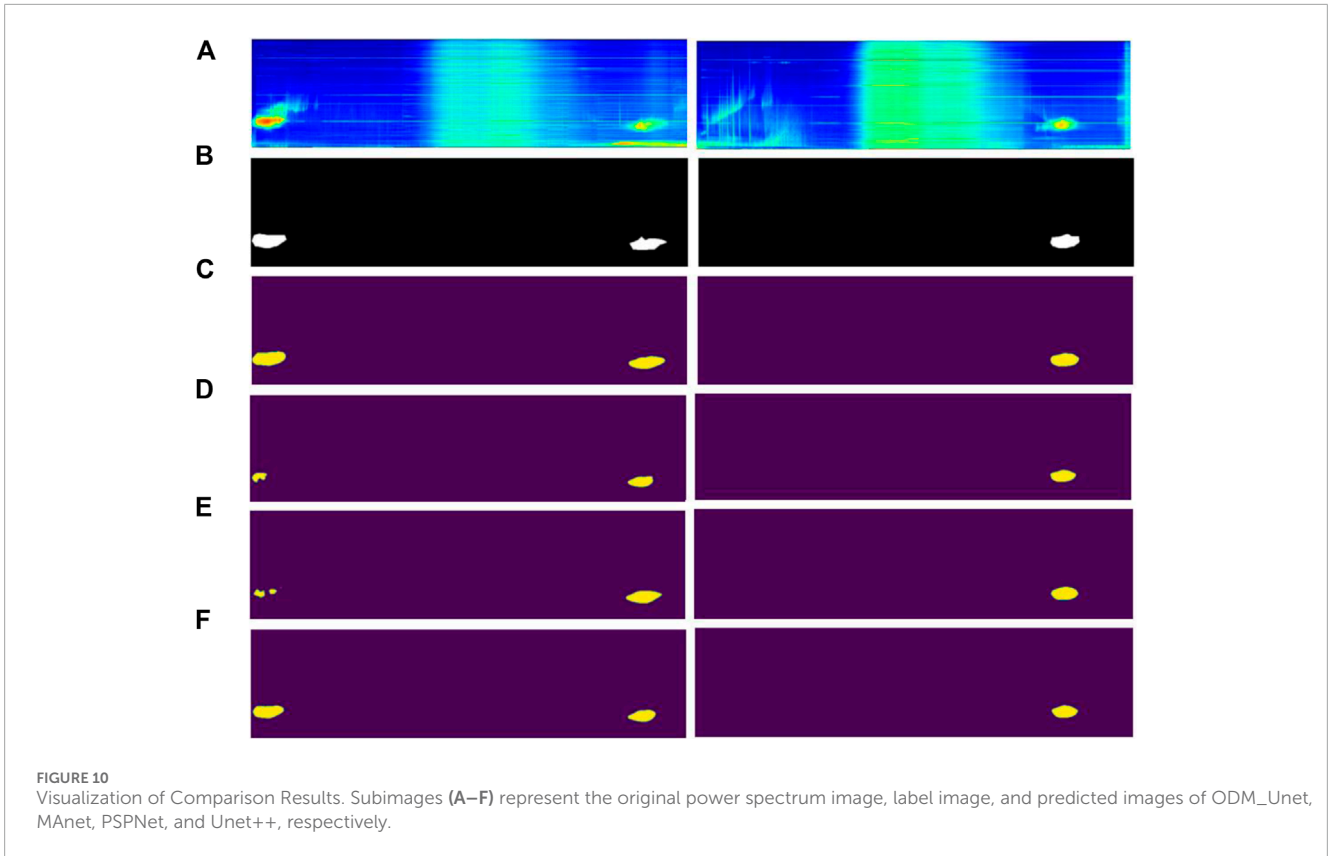 A
B
C
D
E
F
FIGURE 10
Visualization of Comparison Results. Subimages (A–F) represent the original power spectrum image, label image, and predicted images of ODM_Unet,
MAnet, PSPNet, and Unet++, respectively.